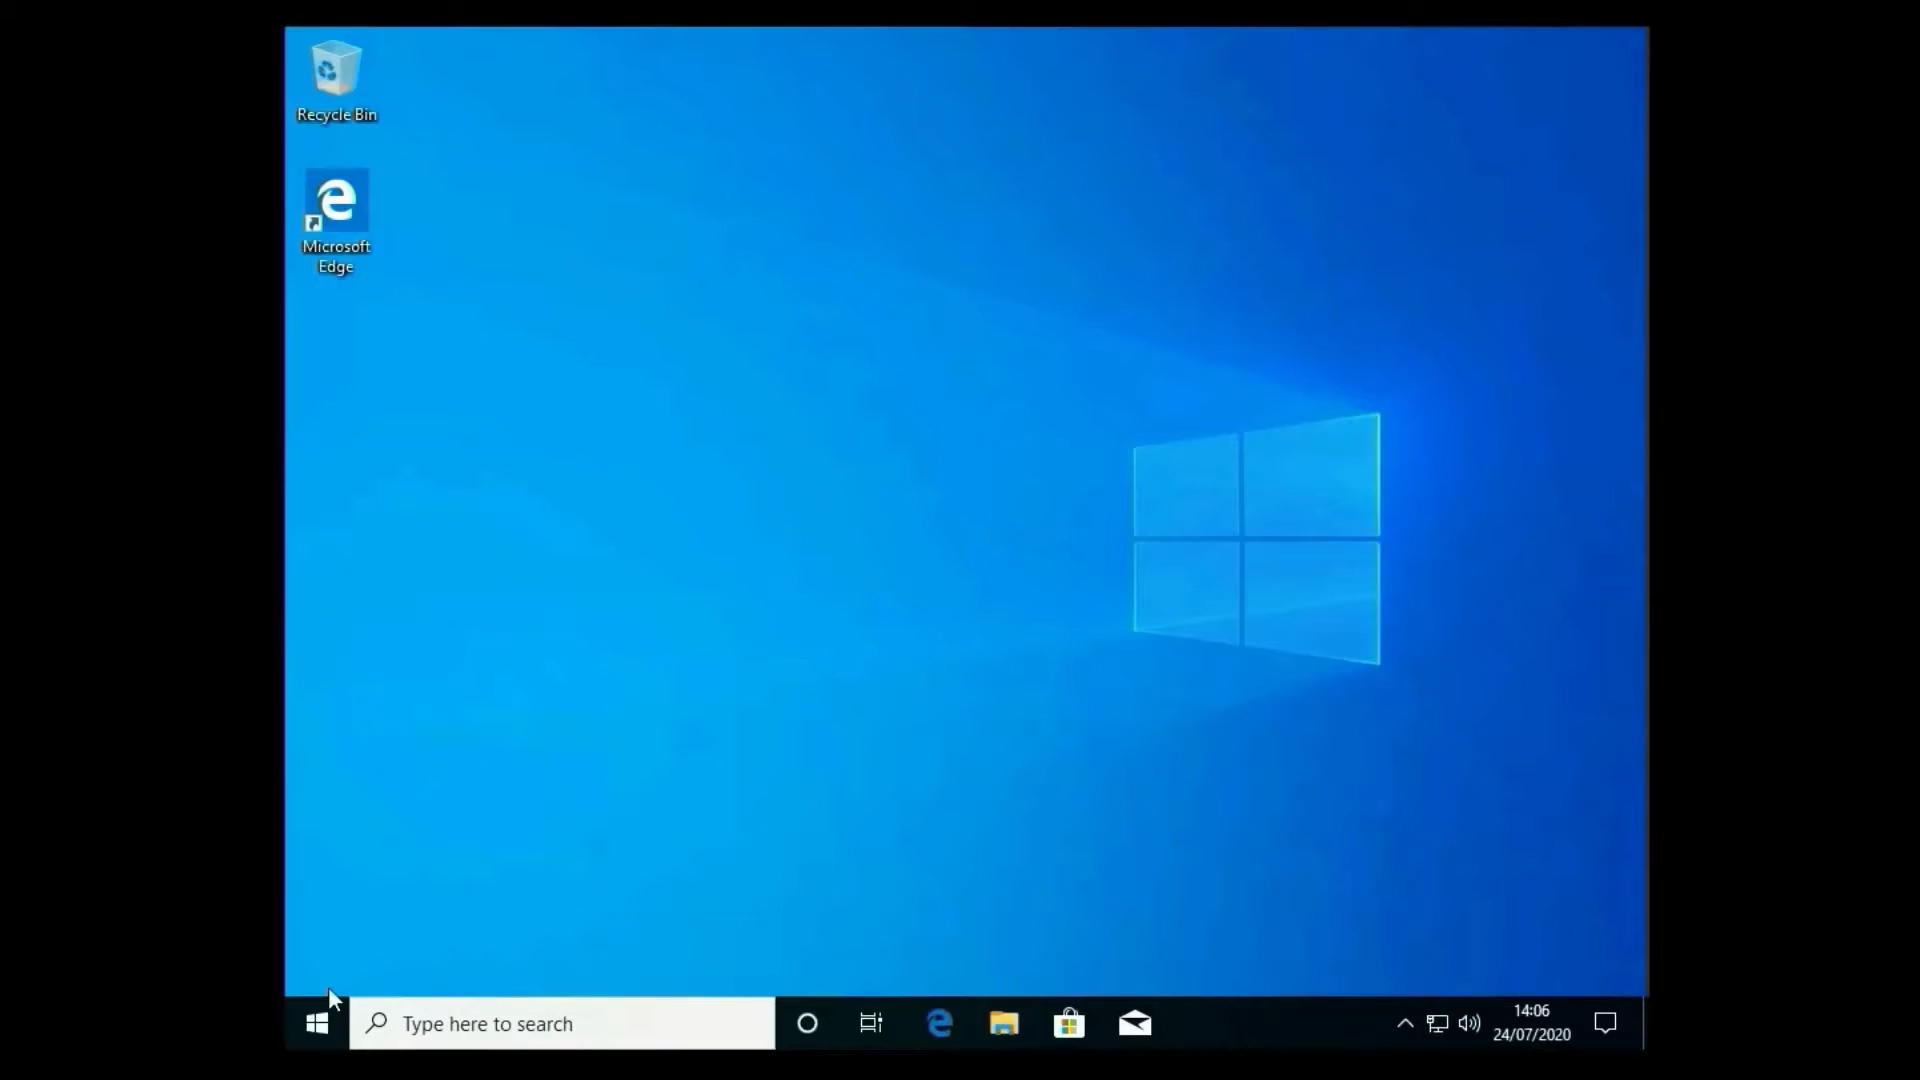 Recycle Bin
Microsoft
Edge
Type here to search
14:06
24/07/2020